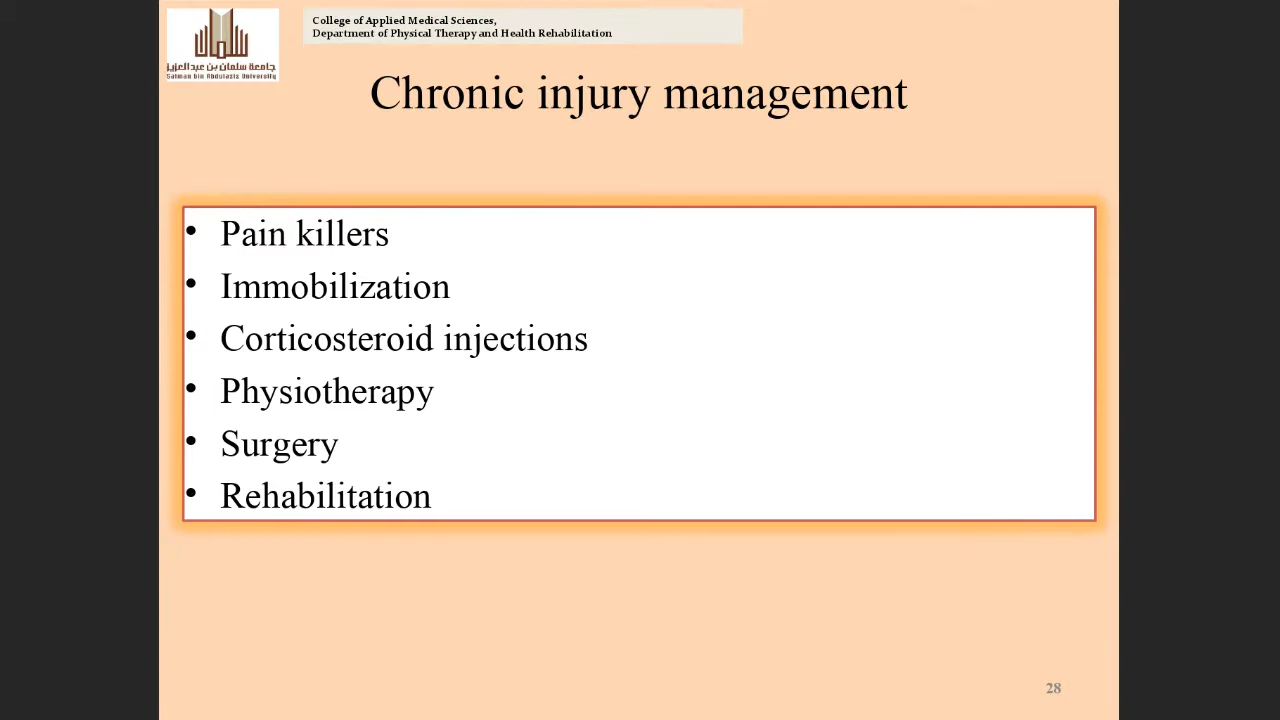 جامعة سلمان بن عبدالعزيز
Salman bin Abdulaziz University
College of Applied Medical Sciences,
Department of Physical Therapy and Health Rehabilitation
Chronic injury management
• Pain killers
• Immobilization
• Corticosteroid injections
• Physiotherapy
• Surgery
• Rehabilitation
28